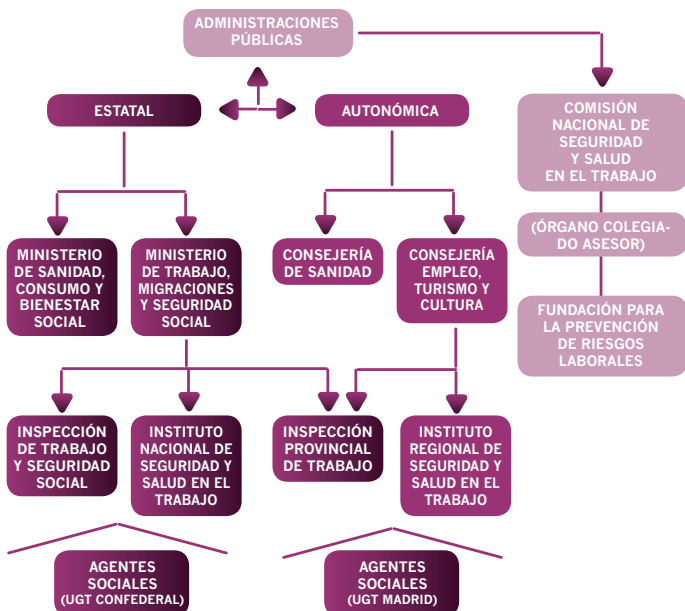 ADMINISTRACIONES
PÚBLICAS
ESTATAL
AUTONÓMICA
COMISIÓN
NACIONAL DE
SEGURIDAD
Y SALUD
EN EL TRABAJO
(ÓRGANO COLEGIA-
DO ASESOR)
FUNDACIÓN PARA
LA PREVENCIÓN
DE RIESGOS
LABORALES
MINISTERIO
DE SANIDAD,
CONSUMO Y
BIENESTAR
SOCIAL
MINISTERIO
DE TRABAJO,
MIGRACIONES
Y SEGURIDAD
SOCIAL
CONSEJERÍA
DE SANIDAD
CONSEJERÍA
EMPLEO,
TURISMO Y
CULTURA
INSPECCIÓN
DE TRABAJO
Y SEGURIDAD
SOCIAL
INSTITUTO
NACIONAL DE
SEGURIDAD Y
SALUD EN EL
TRABAJO
INSPECCIÓN
PROVINCIAL
DE TRABAJO
INSTITUTO
REGIONAL DE
SEGURIDAD Y
SALUD EN EL
TRABAJO
AGENTES
SOCIALES
(UGT CONFEDERAL)
AGENTES
SOCIALES
(UGT MADRID)